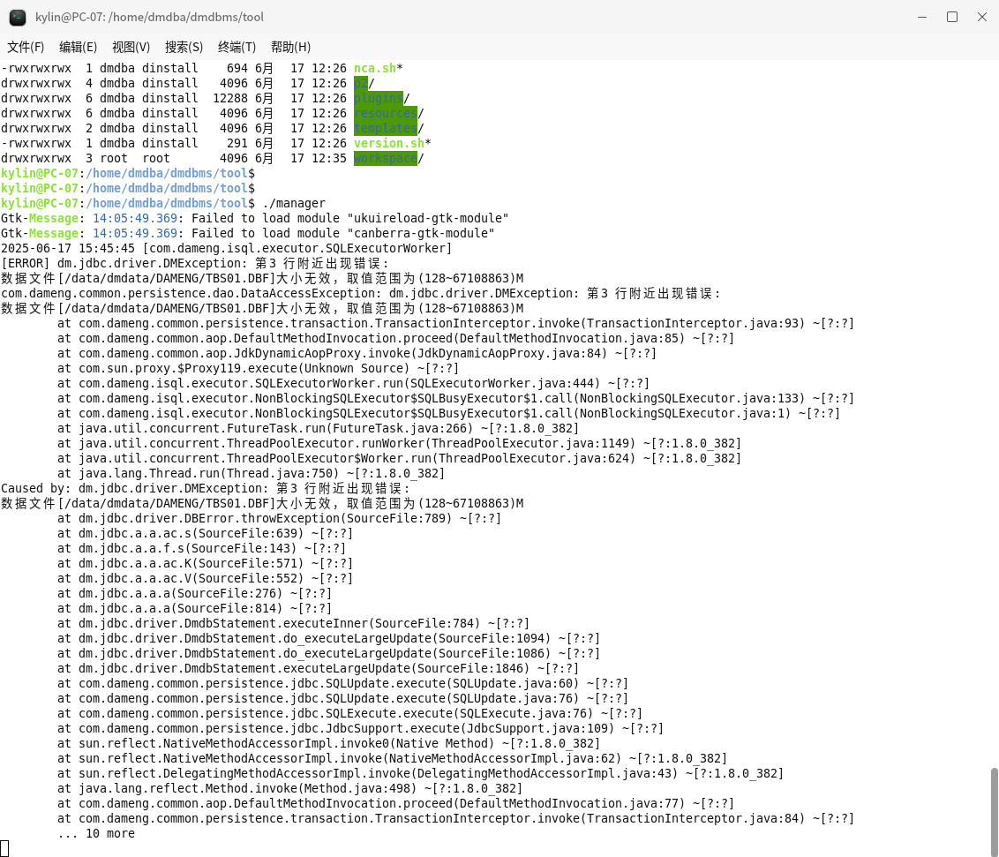 kylin@PC-07: /home/dmdba/dmdbms/tool
文件(F) 编辑(E) 视图(V) 搜索(S) 终端(T) 帮助(H)
-rwxrwxrwx  1 dmdba dinstall    694 6月   17 12:26 nca.sh*
drwxrwxrwx  4 dmdba dinstall   4096 6月   17 12:26 p2/
drwxrwxrwx  6 dmdba dinstall  12288 6月   17 12:26 plugins/
drwxrwxrwx  6 dmdba dinstall   4096 6月   17 12:26 resources/
drwxrwxrwx  2 dmdba dinstall   4096 6月   17 12:26 templates/
-rwxrwxrwx  1 dmdba dinstall    291 6月   17 12:26 version.sh*
drwxrwxrwx  3 root  root       4096 6月   17 12:35 workspace/
kylin@PC-07:/home/dmdba/dmdbms/tool$
kylin@PC-07:/home/dmdba/dmdbms/tool$
kylin@PC-07:/home/dmdba/dmdbms/tool$ ./manager
Gtk-Message: 14:05:49.369: Failed to load module "ukuireload-gtk-module"
Gtk-Message: 14:05:49.369: Failed to load module "canberra-gtk-module"
2025-06-17 15:45:45 [com.dameng.isql.executor.SQLExecutorWorker]
[ERROR] dm.jdbc.driver.DMException: 第3 行附近出现错误:
数据文件[/data/dmdata/DAMENG/TBS01.DBF]大小无效，取值范围为(128~67108863)M
com.dameng.common.persistence.dao.DataAccessException: dm.jdbc.driver.DMException: 第3 行附近出现错误:
数据文件[/data/dmdata/DAMENG/TBS01.DBF]大小无效，取值范围为(128~67108863)M
        at com.dameng.common.persistence.transaction.TransactionInterceptor.invoke(TransactionInterceptor.java:93) ~[?:?]
        at com.dameng.common.aop.DefaultMethodInvocation.proceed(DefaultMethodInvocation.java:85) ~[?:?]
        at com.dameng.common.aop.JdkDynamicAopProxy.invoke(JdkDynamicAopProxy.java:84) ~[?:?]
        at com.sun.proxy.$Proxy119.execute(Unknown Source) ~[?:?]
        at com.dameng.isql.executor.SQLExecutorWorker.run(SQLExecutorWorker.java:444) ~[?:?]
        at com.dameng.isql.executor.NonBlockingSQLExecutor$SQLBusyExecutor$1.call(NonBlockingSQLExecutor.java:133) ~[?:?]
        at com.dameng.isql.executor.NonBlockingSQLExecutor$SQLBusyExecutor$1.call(NonBlockingSQLExecutor.java:1) ~[?:?]
        at java.util.concurrent.FutureTask.run(FutureTask.java:266) ~[?:1.8.0_382]
        at java.util.concurrent.ThreadPoolExecutor.runWorker(ThreadPoolExecutor.java:1149) ~[?:1.8.0_382]
        at java.util.concurrent.ThreadPoolExecutor$Worker.run(ThreadPoolExecutor.java:624) ~[?:1.8.0_382]
        at java.lang.Thread.run(Thread.java:750) ~[?:1.8.0_382]
Caused by: dm.jdbc.driver.DMException: 第3 行附近出现错误:
数据文件[/data/dmdata/DAMENG/TBS01.DBF]大小无效，取值范围为(128~67108863)M
        at dm.jdbc.driver.DBError.throwException(SourceFile:789) ~[?:?]
        at dm.jdbc.a.a.ac.s(SourceFile:639) ~[?:?]
        at dm.jdbc.a.a.f.s(SourceFile:143) ~[?:?]
        at dm.jdbc.a.a.ac.K(SourceFile:571) ~[?:?]
        at dm.jdbc.a.a.ac.V(SourceFile:552) ~[?:?]
        at dm.jdbc.a.a.a(SourceFile:276) ~[?:?]
        at dm.jdbc.a.a.a(SourceFile:814) ~[?:?]
        at dm.jdbc.driver.DmdbStatement.executeInner(SourceFile:784) ~[?:?]
        at dm.jdbc.driver.DmdbStatement.do_executeLargeUpdate(SourceFile:1094) ~[?:?]
        at dm.jdbc.driver.DmdbStatement.do_executeLargeUpdate(SourceFile:1086) ~[?:?]
        at dm.jdbc.driver.DmdbStatement.executeLargeUpdate(SourceFile:1846) ~[?:?]
        at com.dameng.common.persistence.jdbc.SQLUpdate.execute(SQLUpdate.java:60) ~[?:?]
        at com.dameng.common.persistence.jdbc.SQLUpdate.execute(SQLUpdate.java:76) ~[?:?]
        at com.dameng.common.persistence.jdbc.SQLExecute.execute(SQLExecute.java:76) ~[?:?]
        at com.dameng.common.persistence.jdbc.JdbcSupport.execute(JdbcSupport.java:109) ~[?:?]
        at sun.reflect.NativeMethodAccessorImpl.invoke0(Native Method) ~[?:1.8.0_382]
        at sun.reflect.NativeMethodAccessorImpl.invoke(NativeMethodAccessorImpl.java:62) ~[?:1.8.0_382]
        at sun.reflect.DelegatingMethodAccessorImpl.invoke(DelegatingMethodAccessorImpl.java:43) ~[?:1.8.0_382]
        at java.lang.reflect.Method.invoke(Method.java:498) ~[?:1.8.0_382]
        at com.dameng.common.aop.DefaultMethodInvocation.proceed(DefaultMethodInvocation.java:77) ~[?:?]
        at com.dameng.common.persistence.transaction.TransactionInterceptor.invoke(TransactionInterceptor.java:84) ~[?:?]
        ... 10 more